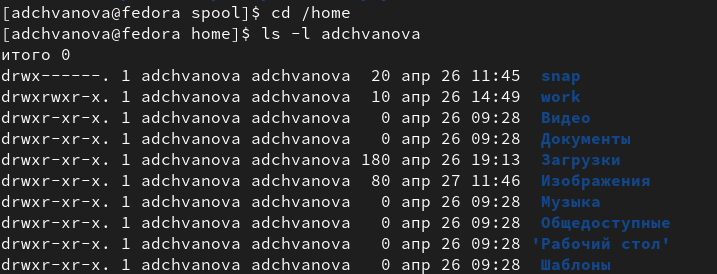 [adchvanova@fedora spool]$ cd /home
[adchvanova@fedora home]$ ls -l adchvanova
итого 0
drwx------. 1 adchvanova adchvanova  20 апр 26 11:45  snap
drwxrwxr-x. 1 adchvanova adchvanova  10 апр 26 14:49  work
drwxr-xr-x. 1 adchvanova adchvanova   0 апр 26 09:28  Видео
drwxr-xr-x. 1 adchvanova adchvanova   0 апр 26 09:28  Документы
drwxr-xr-x. 1 adchvanova adchvanova 180 апр 26 19:13  Загрузки
drwxr-xr-x. 1 adchvanova adchvanova  80 апр 27 11:46  Изображения
drwxr-xr-x. 1 adchvanova adchvanova   0 апр 26 09:28  Музыка
drwxr-xr-x. 1 adchvanova adchvanova   0 апр 26 09:28  Общедоступные
drwxr-xr-x. 1 adchvanova adchvanova   0 апр 26 09:28 'Рабочий стол'
drwxr-xr-x. 1 adchvanova adchvanova   0 апр 26 09:28  Шаблоны